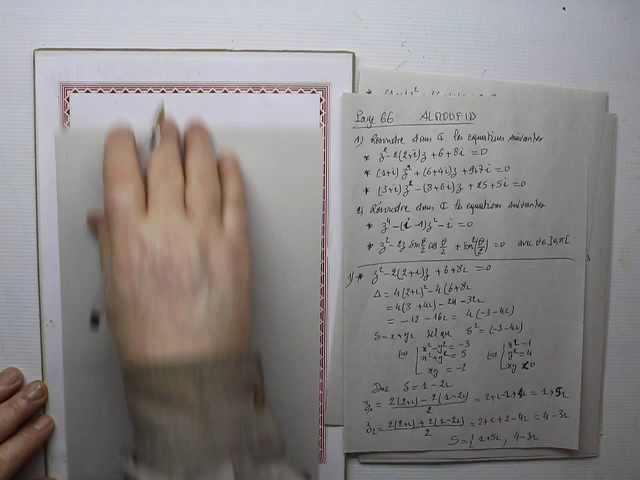 Page 66 ALMOUFID
1) Résoudre dans ℂ les équations suivantes
* z² - 2(2+i)z + 6 + 8i = 0
* (1+i)z² + (6+4i)z + 9+7i = 0
* (3+i)z² - (8+6i)z + 25+5i = 0
2) Résoudre dans ℂ les équations suivantes
* z⁴ - (i-1)z² - i = 0
* z² - 2z sin θ/2 cos θ/2 + sin²(θ/2) = 0 avec θ∈]π,π[
1) * z² - 2(2+i)z + 6+8i = 0
Δ = 4(2+i)² - 4(6+8i
= 4(3+4i) - 24 - 32i
= -12 - 16i = 4(-3-4i)
δ = x+yi tel que δ² = (-3-4i)
⇔ { x²-y² = -3 ⇔ { x² = 1
x²+y² = 5 y² = 4
xy = -2 xy < 0
Donc δ = 1 - 2i
z₁ = 2(2+i) - 2(1-2i) / 2 = 2+i-1+2i = 1+5i
z₂ = 2(2+i) + 2(1-2i) / 2 = 2+i+2-4i = 4-3i
S = { 1+5i, 4-3i